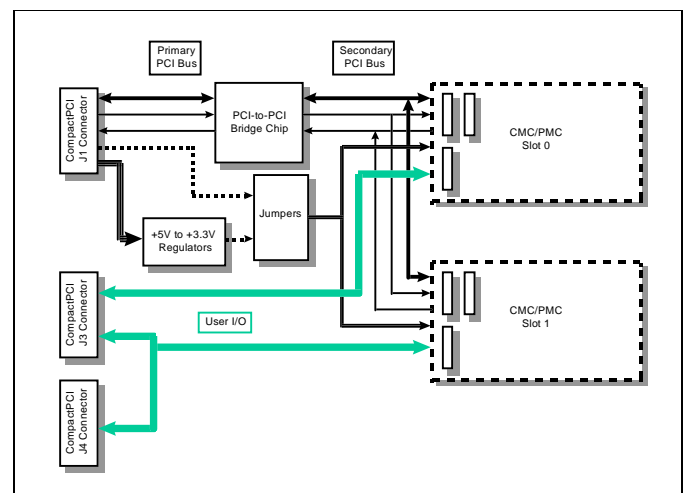 Primary
PCI Bus
Secondary
PCI Bus
CompactPCI
J1 Connector
PCI-to-PCI
Bridge Chip
CMC/PMC
Slot 0
Jumpers
+5V to +3.3V
Regulators
CompactPCI
J3 Connector
User I/O
CMC/PMC
Slot 1
CompactPCI
J4 Connector